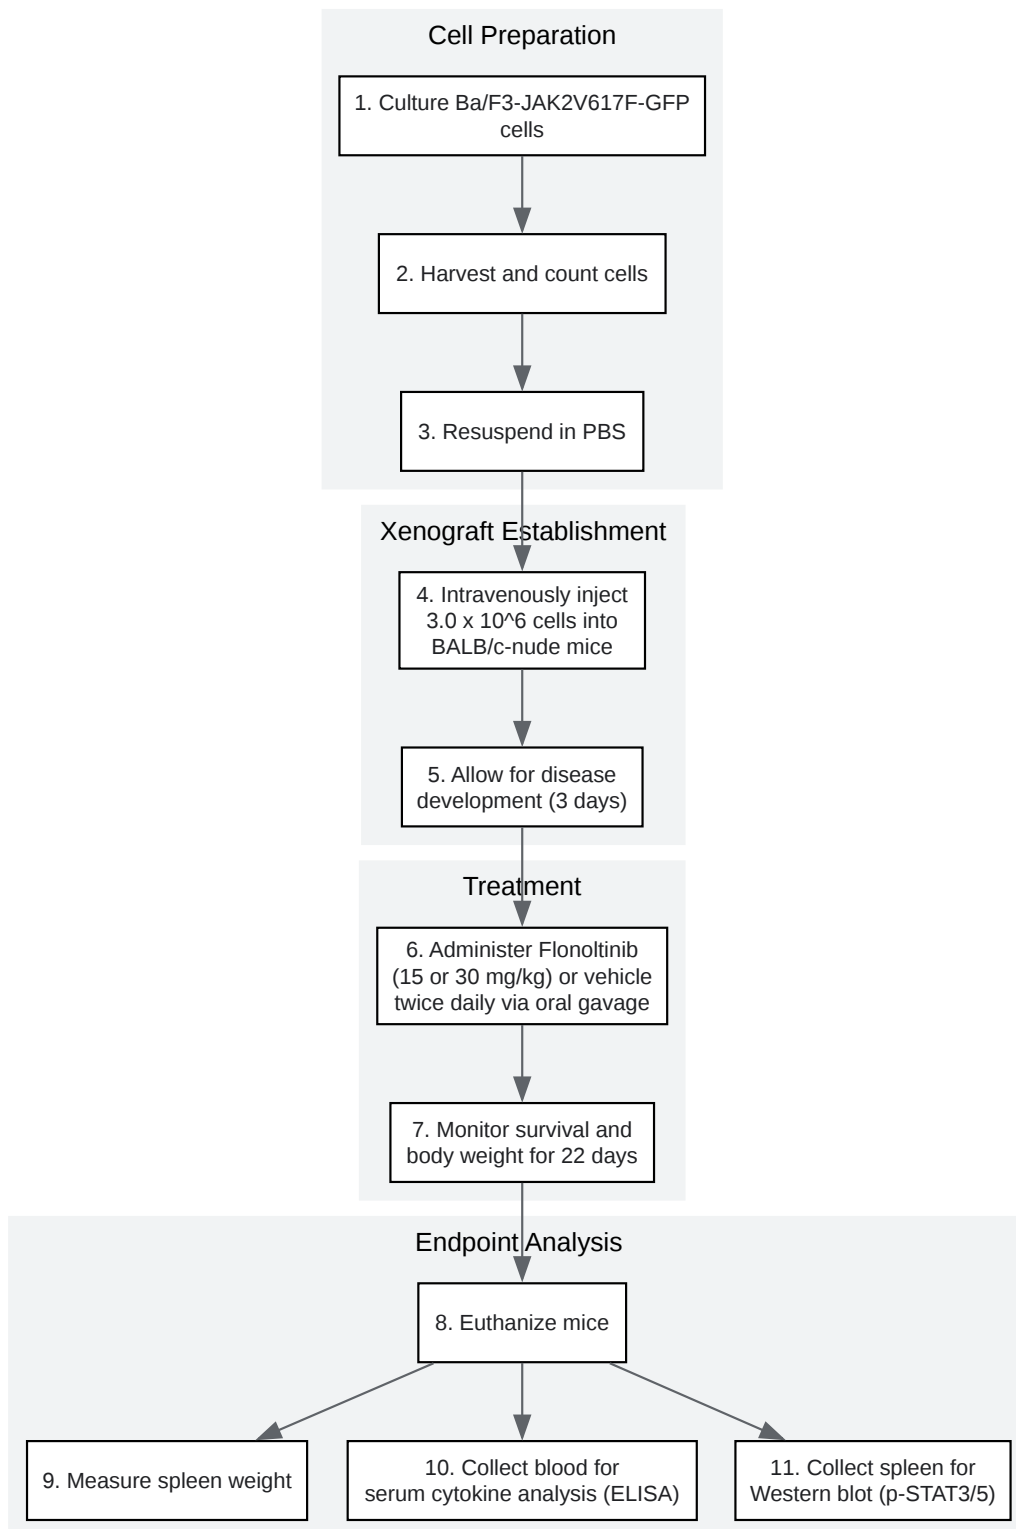 Cell Preparation
1. Culture Ba/F3-JAK2V617F-GFP
cells
2. Harvest and count cells
3. Resuspend in PBS
Xenograft Establishment
4. Intravenously inject
3.0 x 10^6 cells into
BALB/c-nude mice
5. Allow for disease
development (3 days)
Treatment
6. Administer Flonoltinib
(15 or 30 mg/kg) or vehicle
twice daily via oral gavage
7. Monitor survival and
body weight for 22 days
Endpoint Analysis
8. Euthanize mice
9. Measure spleen weight
10. Collect blood for
serum cytokine analysis (ELISA)
11. Collect spleen for
Western blot (p-STAT3/5)